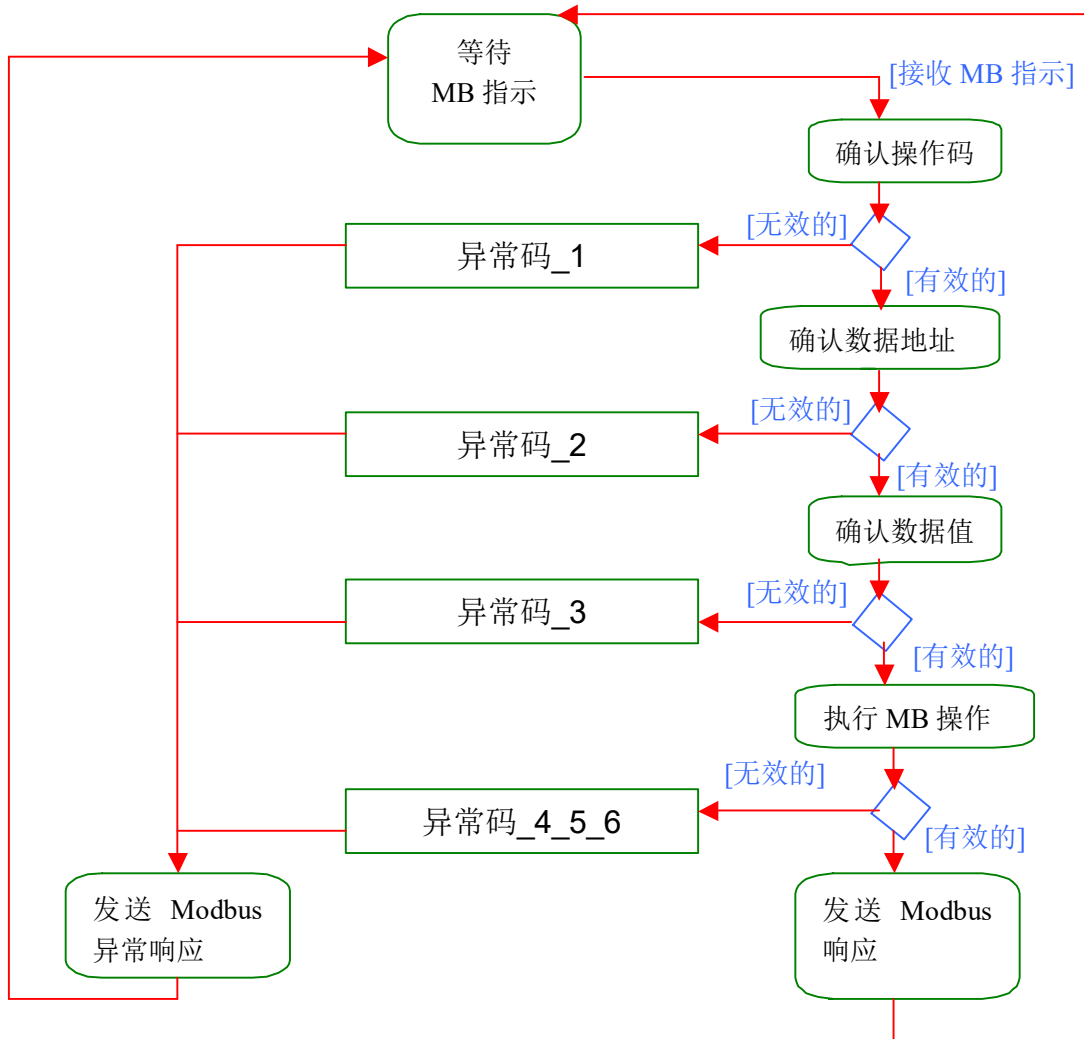 等待
MB 指示
[接收 MB 指示]
确认操作码
[无效的]
异常码_1
[有效的]
确认数据地址
[无效的]
异常码_2
[有效的]
确认数据值
[无效的]
异常码_3
[有效的]
执行 MB 操作
[无效的]
异常码_4_5_6
[有效的]
发送 Modbus
异常响应
发送 Modbus
响应